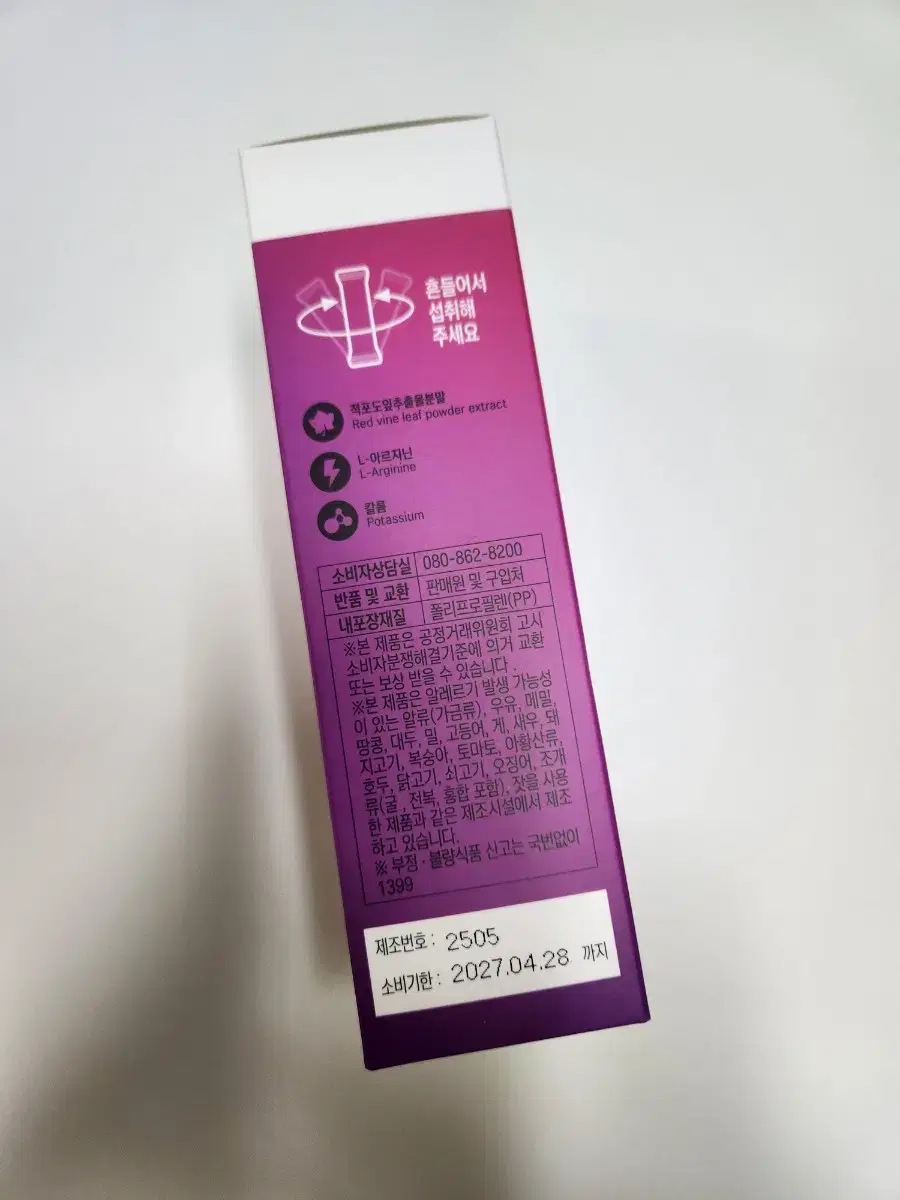 흔들어서
섭취해
주세요
적포도잎추출물분말
Red vine leaf powder extract
L-아르지닌
L-Arginine
칼륨
Potassium
소비자상담실 080-862-8200
반품 및 교환 판매원 및 구입처
내포장재질 폴리프로필렌(PP)
※본 제품은 공정거래위원회 고시
소비자분쟁해결기준에 의거 교환
또는 보상 받을 수 있습니다.
※본 제품은 알레르기 발생 가능성
이 있는 알류(가금류), 우유, 메밀,
땅콩, 대두, 밀, 고등어, 게, 새우, 돼
지고기, 복숭아, 토마토, 아황산류,
호두, 닭고기, 쇠고기, 오징어, 조개
류(굴, 전복, 홍합 포함), 잣을 사용
한 제품과 같은 제조시설에서 제조
하고 있습니다.
※ 부정·불량식품 신고는 국번없이
1399
제조번호 : 2505
소비기한 : 2027.04.28 까지